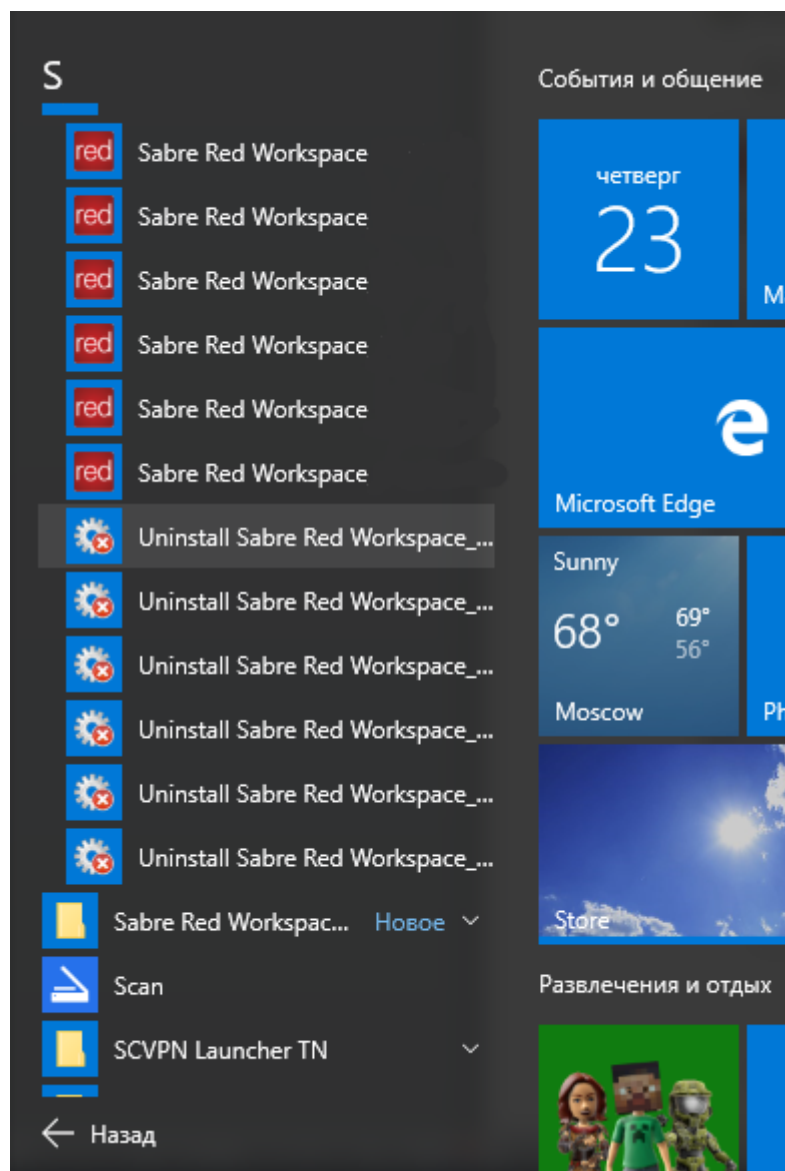 S
red Sabre Red Workspace
red Sabre Red Workspace
red Sabre Red Workspace
red Sabre Red Workspace
red Sabre Red Workspace
red Sabre Red Workspace
Uninstall Sabre Red Workspace_...
Uninstall Sabre Red Workspace_...
Uninstall Sabre Red Workspace_...
Uninstall Sabre Red Workspace_...
Uninstall Sabre Red Workspace_...
Uninstall Sabre Red Workspace_...
Sabre Red Workspac... Новое
Scan
SCVPN Launcher TN
Назад
События и общение
четверг
23
Microsoft Edge
Sunny
68° 69°
56°
Moscow
Store
Развлечения и отдых